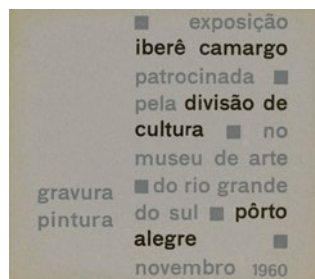 exposição
iberê camargo
patrocinada
pela divisão de
cultura no
museu de arte
do rio grande
do sul pôrto
alegre
novembro 1960
gravura
pintura